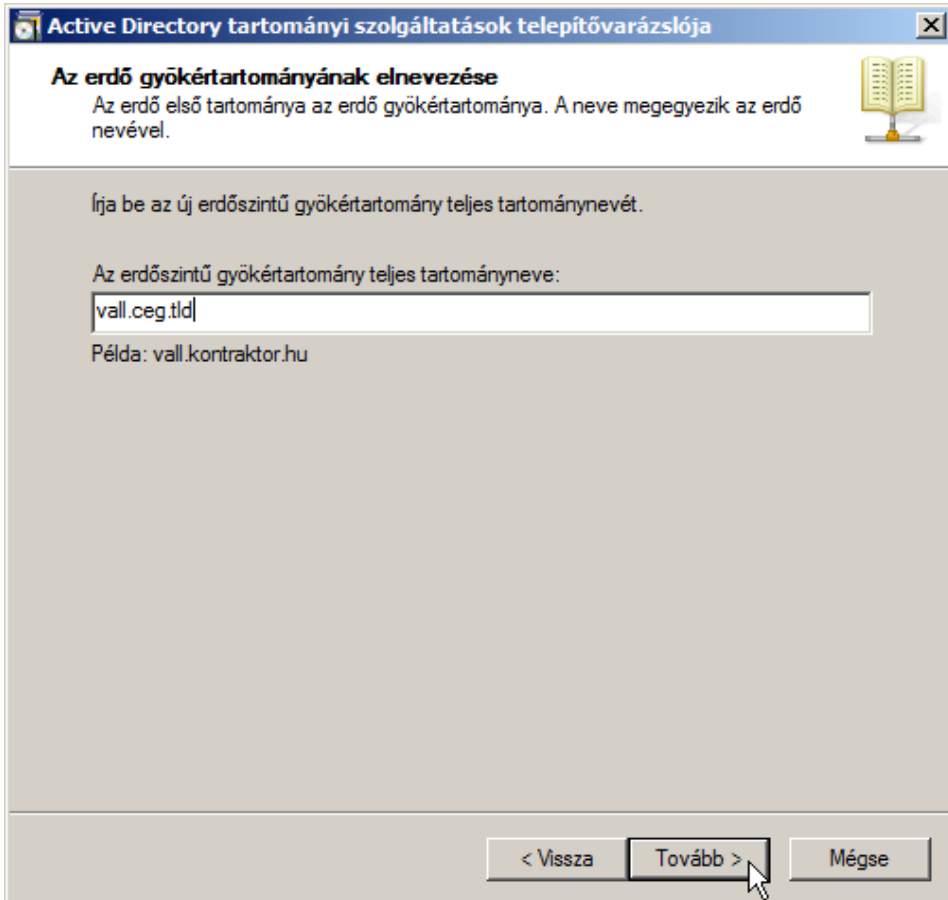 Active Directory tartományi szolgáltatások telepítővarázslója
Az erdő gyökértartományának elnevezése
Az erdő első tartománya az erdő gyökértartománya. A neve megegyezik az erdő
nevével.
Írja be az új erdőszintű gyökértartomány teljes tartománynevét.
Az erdőszintű gyökértartomány teljes tartományneve:
vall.ceg.tld
Példa: vall.kontraktor.hu
< Vissza
Tovább >
Mégse